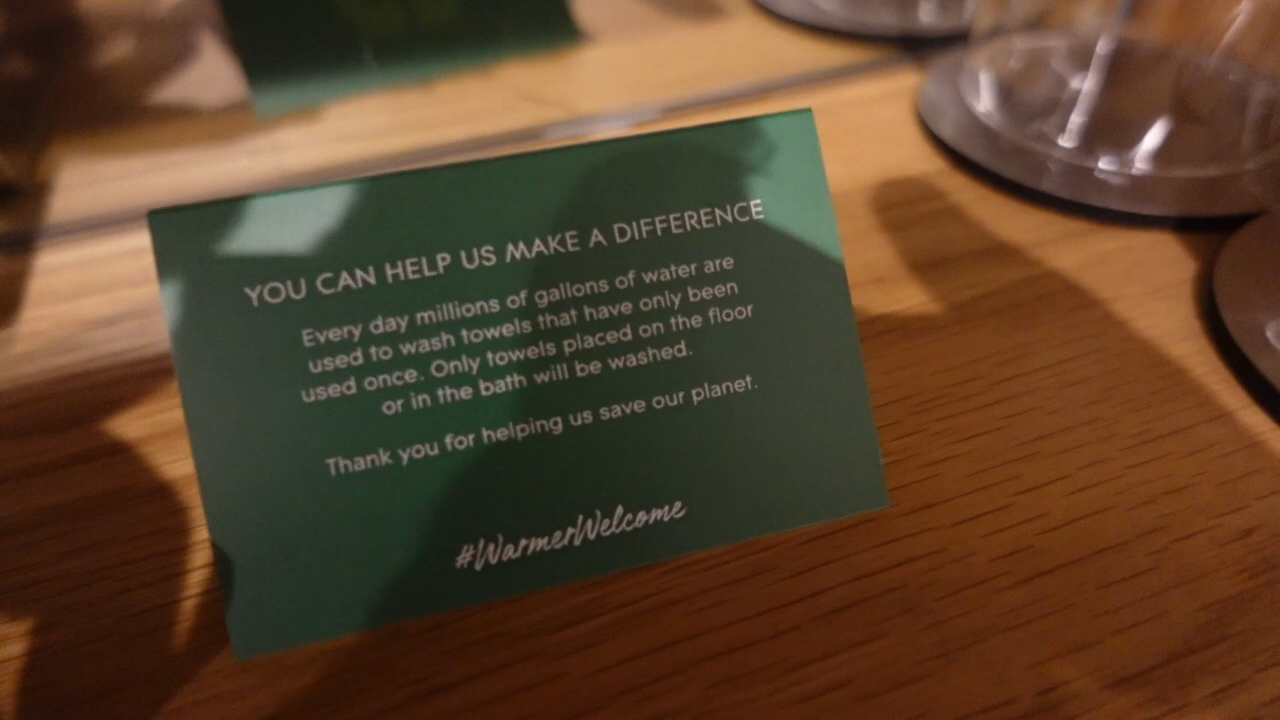 YOU CAN HELP US MAKE A DIFFERENCE
Every day millions of gallons of water are
used to wash towels that have only been
used once. Only towels placed on the floor
or in the bath will be washed.
Thank you for helping us save our planet.
#WarmerWelcome